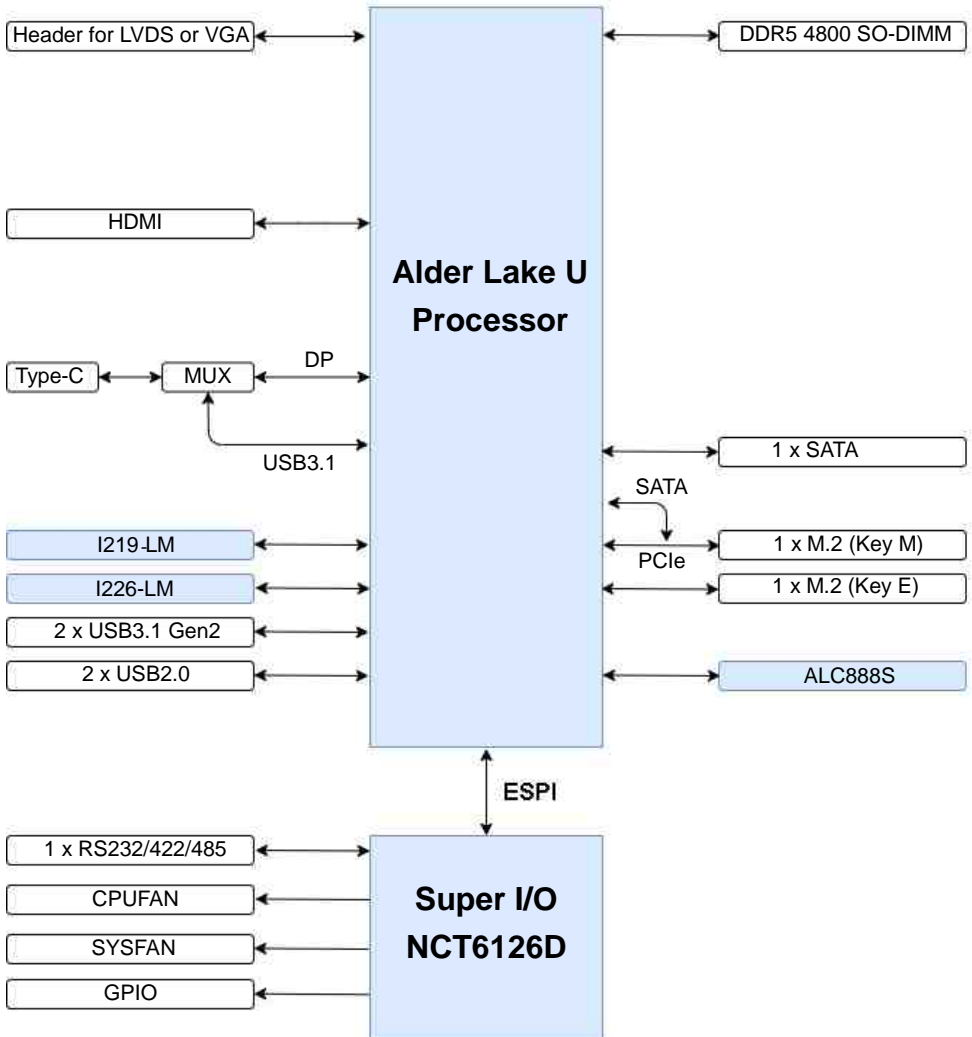 Header for LVDS or VGA
DDR5 4800 SO-DIMM
HDMI
Alder Lake U
Processor
DP
Type-C
MUX
USB3.1
1 x SATA
SATA
I219-LM
1 x M.2 (Key M)
PCIe
I226-LM
1 x M.2 (Key E)
2 x USB3.1 Gen2
2 x USB2.0
ALC888S
ESPI
1 x RS232/422/485
CPUFAN
Super I/O
NCT6126D
SYSFAN
GPIO